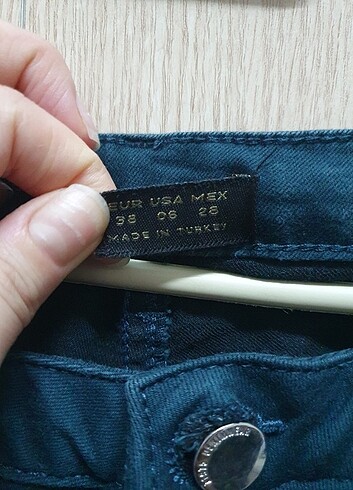 EUR USA MEX
38 06 28
MADE IN TURKEY